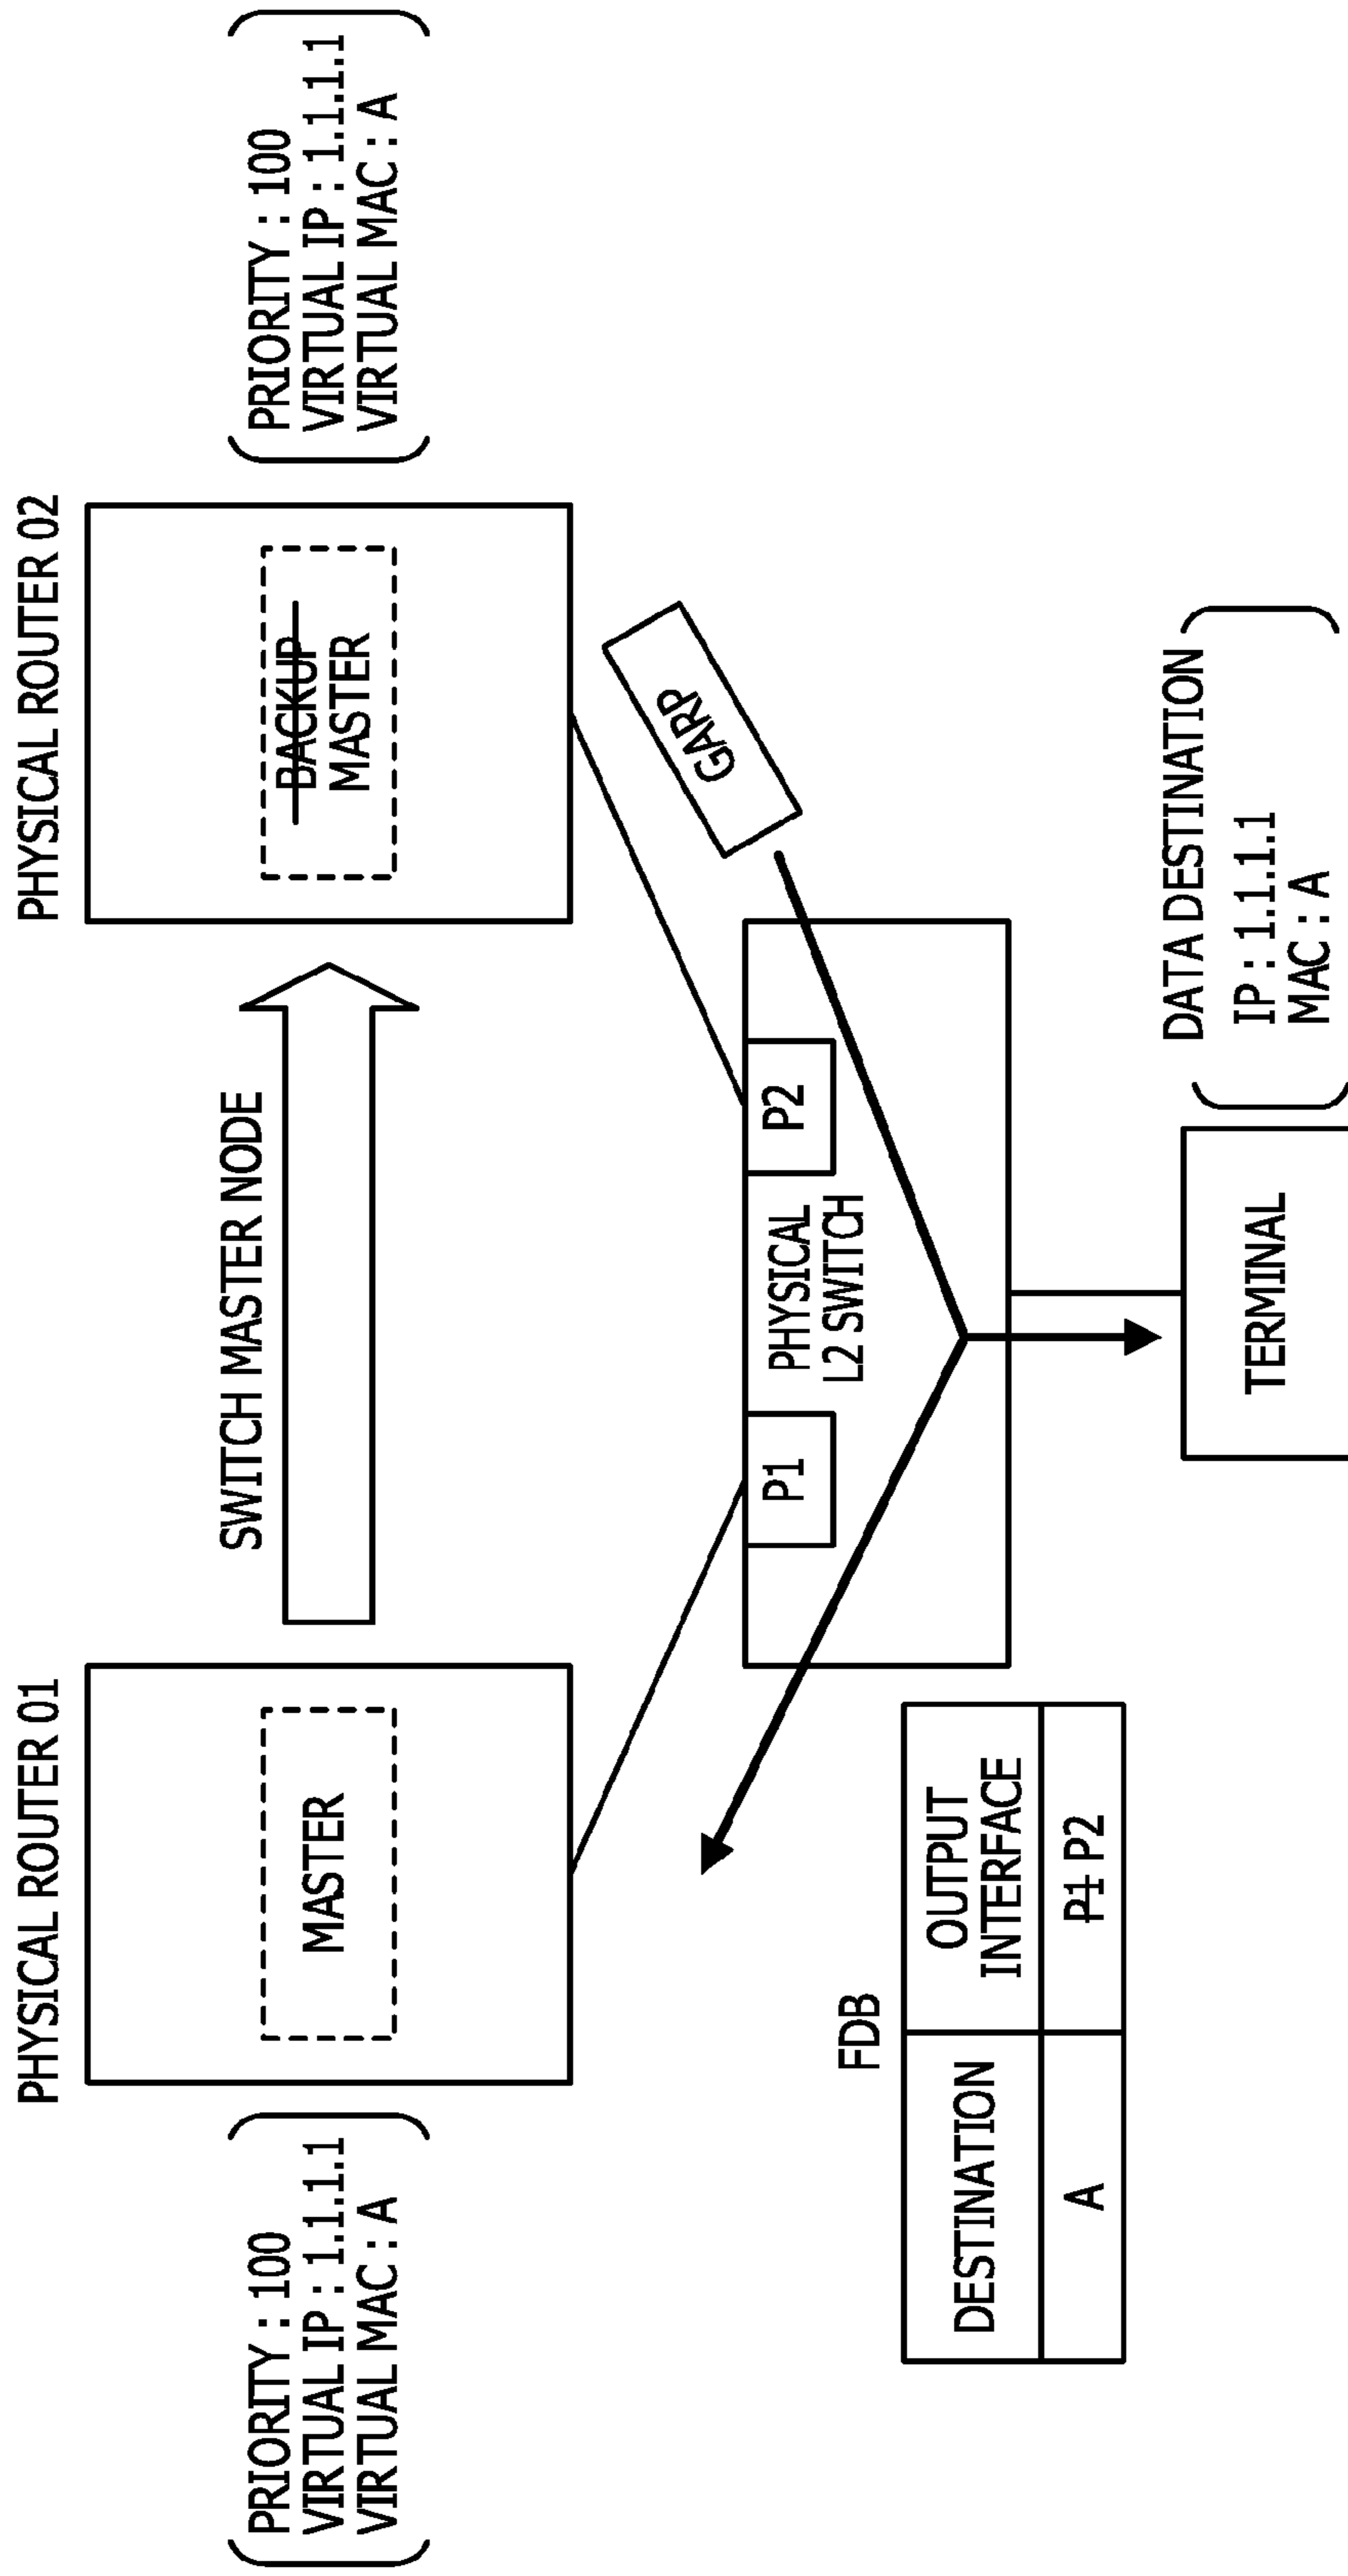 PHYSICAL ROUTER 01
PHYSICAL ROUTER 02
PRIORITY : 100
VIRTUAL IP : 1.1.1.1
VIRTUAL MAC : A
MASTER
SWITCH MASTER NODE
BACKUP
MASTER
PRIORITY : 100
VIRTUAL IP : 1.1.1.1
VIRTUAL MAC : A
GARP
P1
PHYSICAL
L2 SWITCH
P2
FDB
DESTINATION
OUTPUT
INTERFACE
A
P1 P2
TERMINAL
DATA DESTINATION
IP : 1.1.1.1
MAC : A